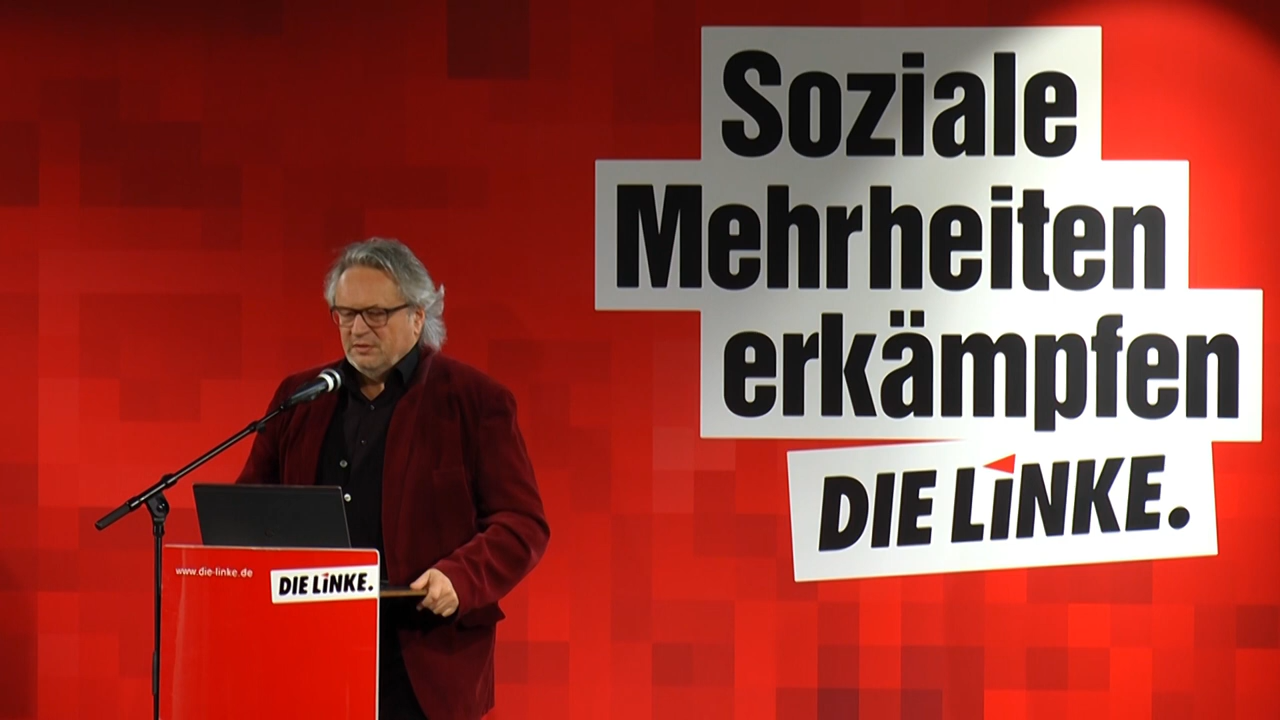 Soziale
Mehrheiten
erkämpfen
DIE LiNKE.
www.die-linke.de
DIE LiNKE.